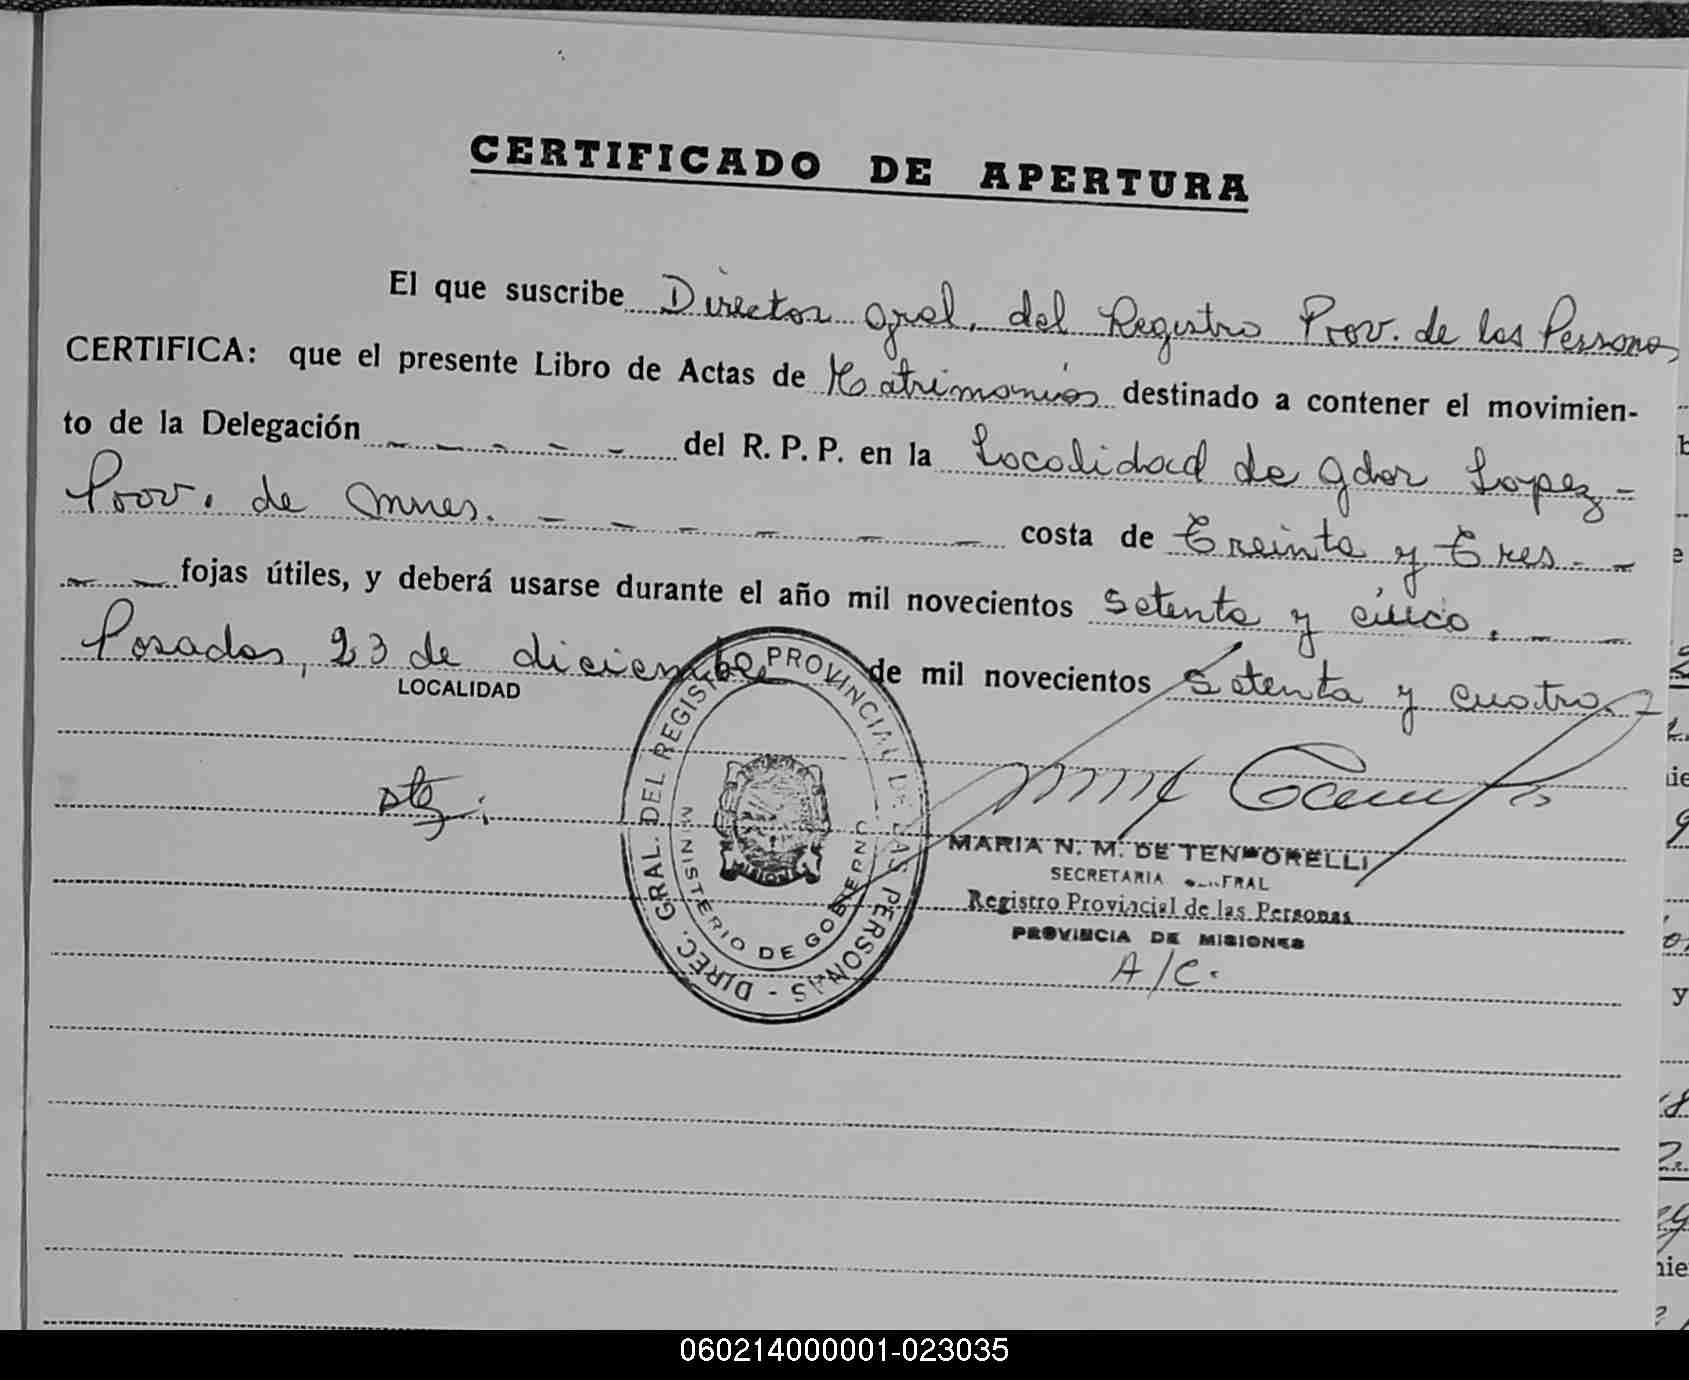 CERTIFICADO DE APERTURA
El que suscribe Director Gral. del Registro Prov. de las Personas
CERTIFICA: que el presente Libro de Actas de Matrimonios destinado a contener el movimien-
to de la Delegación del R. P. P. en la Localidad de Gdor Lopez -
Prov. de Mnes. costa de Treinta y Tres. -
fojas útiles, y deberá usarse durante el año mil novecientos Setenta y cinco.
Posadas, 23 de diciembre de mil novecientos Setenta y cuatro. -
LOCALIDAD
DIREC. GRAL. DEL REGISTRO PROVINCIAL DE LAS PERSONAS -
MINISTERIO DE GOBIERNO
MISIONES
MARIA N. M. DE TEMPORELLI
SECRETARIA GENERAL
Registro Provincial de las Personas
PROVINCIA DE MISIONES
A/C.
060214000001-023035